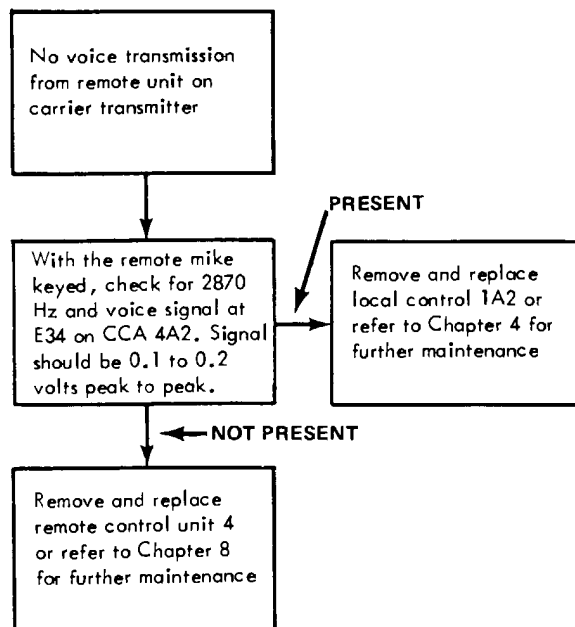 No voice transmission
from remote unit on
carrier transmitter
PRESENT
With the remote mike
keyed, check for 2870
Hz and voice signal at
E34 on CCA 4A2. Signal
should be 0.1 to 0.2
volts peak to peak.
Remove and replace
local control 1A2 or
refer to Chapter 4 for
further maintenance
NOT PRESENT
Remove and replace
remote control unit 4
or refer to Chapter 8
for further maintenance